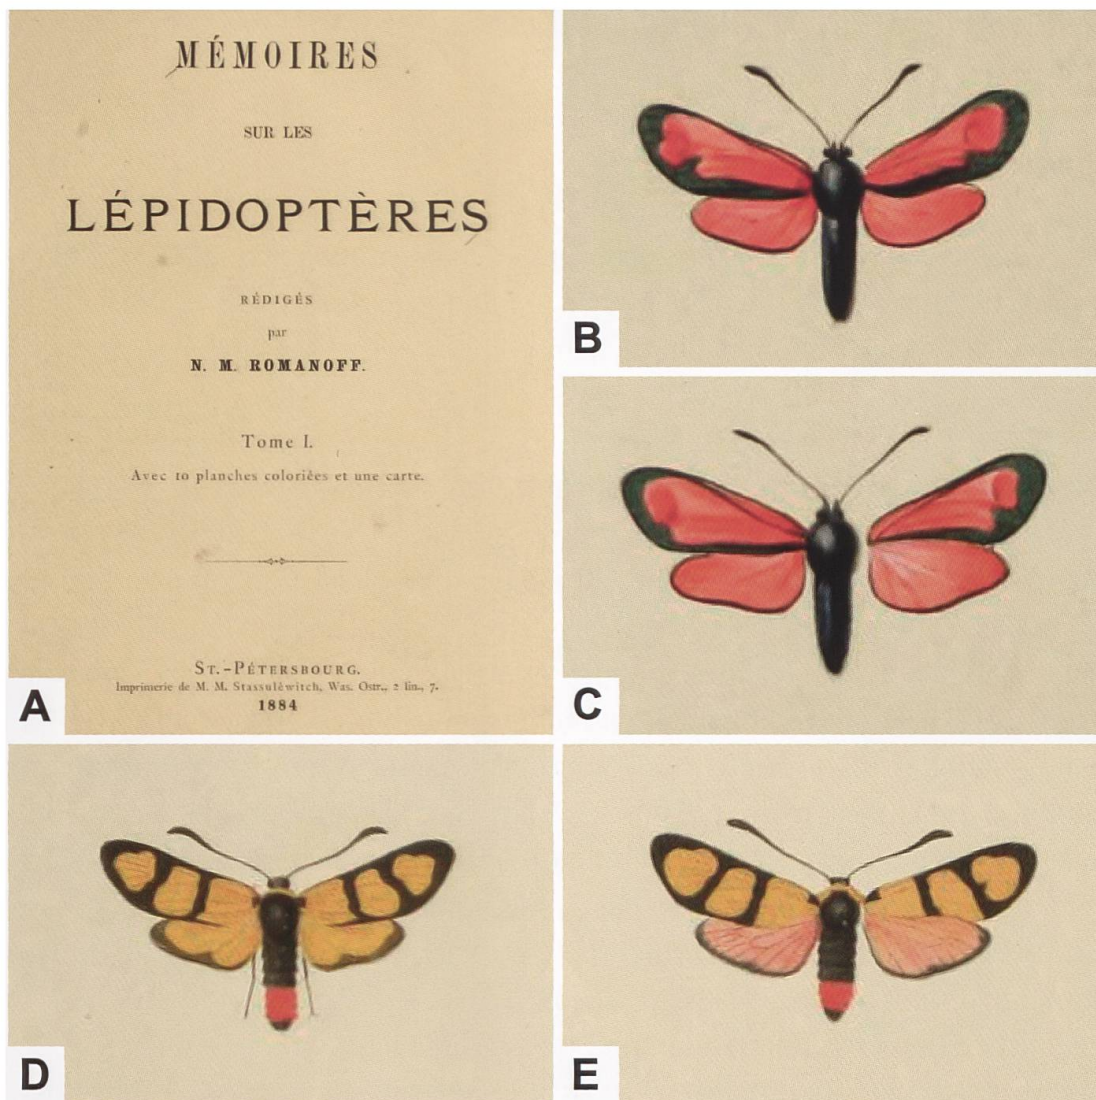 MÉMOIRES
SUR LES
LÉPIDOPTÈRES
RÉDIGÉS
par
N. M. ROMANOFF.
Tome I.
Avec 10 planches coloriées et une carte.
ST.-PÉTERSBOURG.
Imprimerie de M. M. Stassulèwitch, Was. Ostr., 2 lin., 7.
1884
A
B
C
D
E